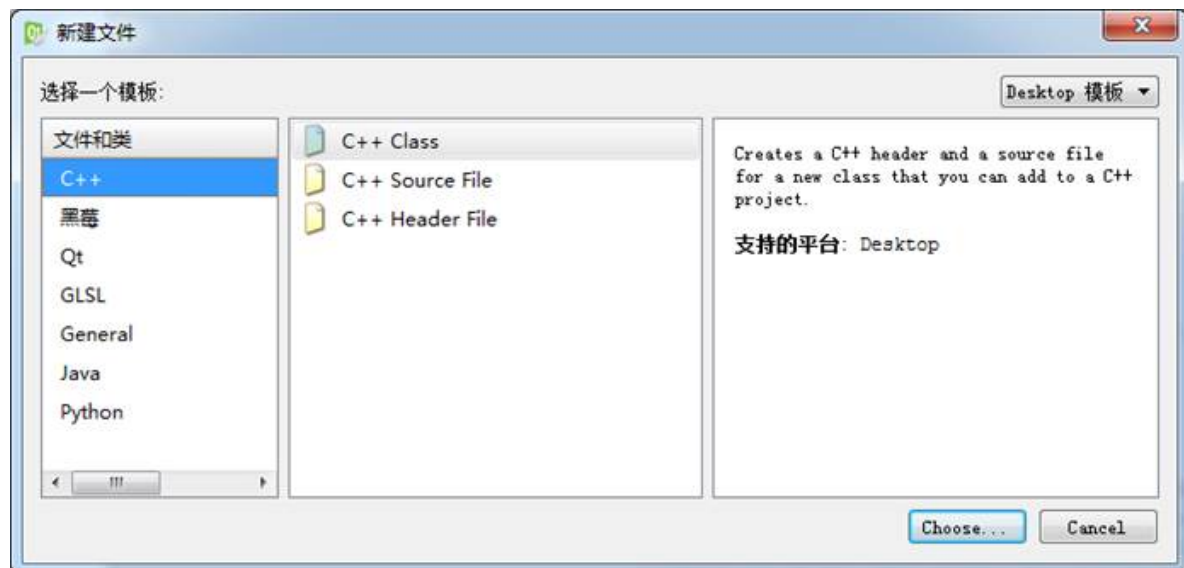 新建文件
选择一个模板:
Desktop 模板
文件和类
C++
黑莓
Qt
GLSL
General
Java
Python
C++ Class
C++ Source File
C++ Header File
Creates a C++ header and a source file
for a new class that you can add to a C++
project.
支持的平台: Desktop
Choose...
Cancel